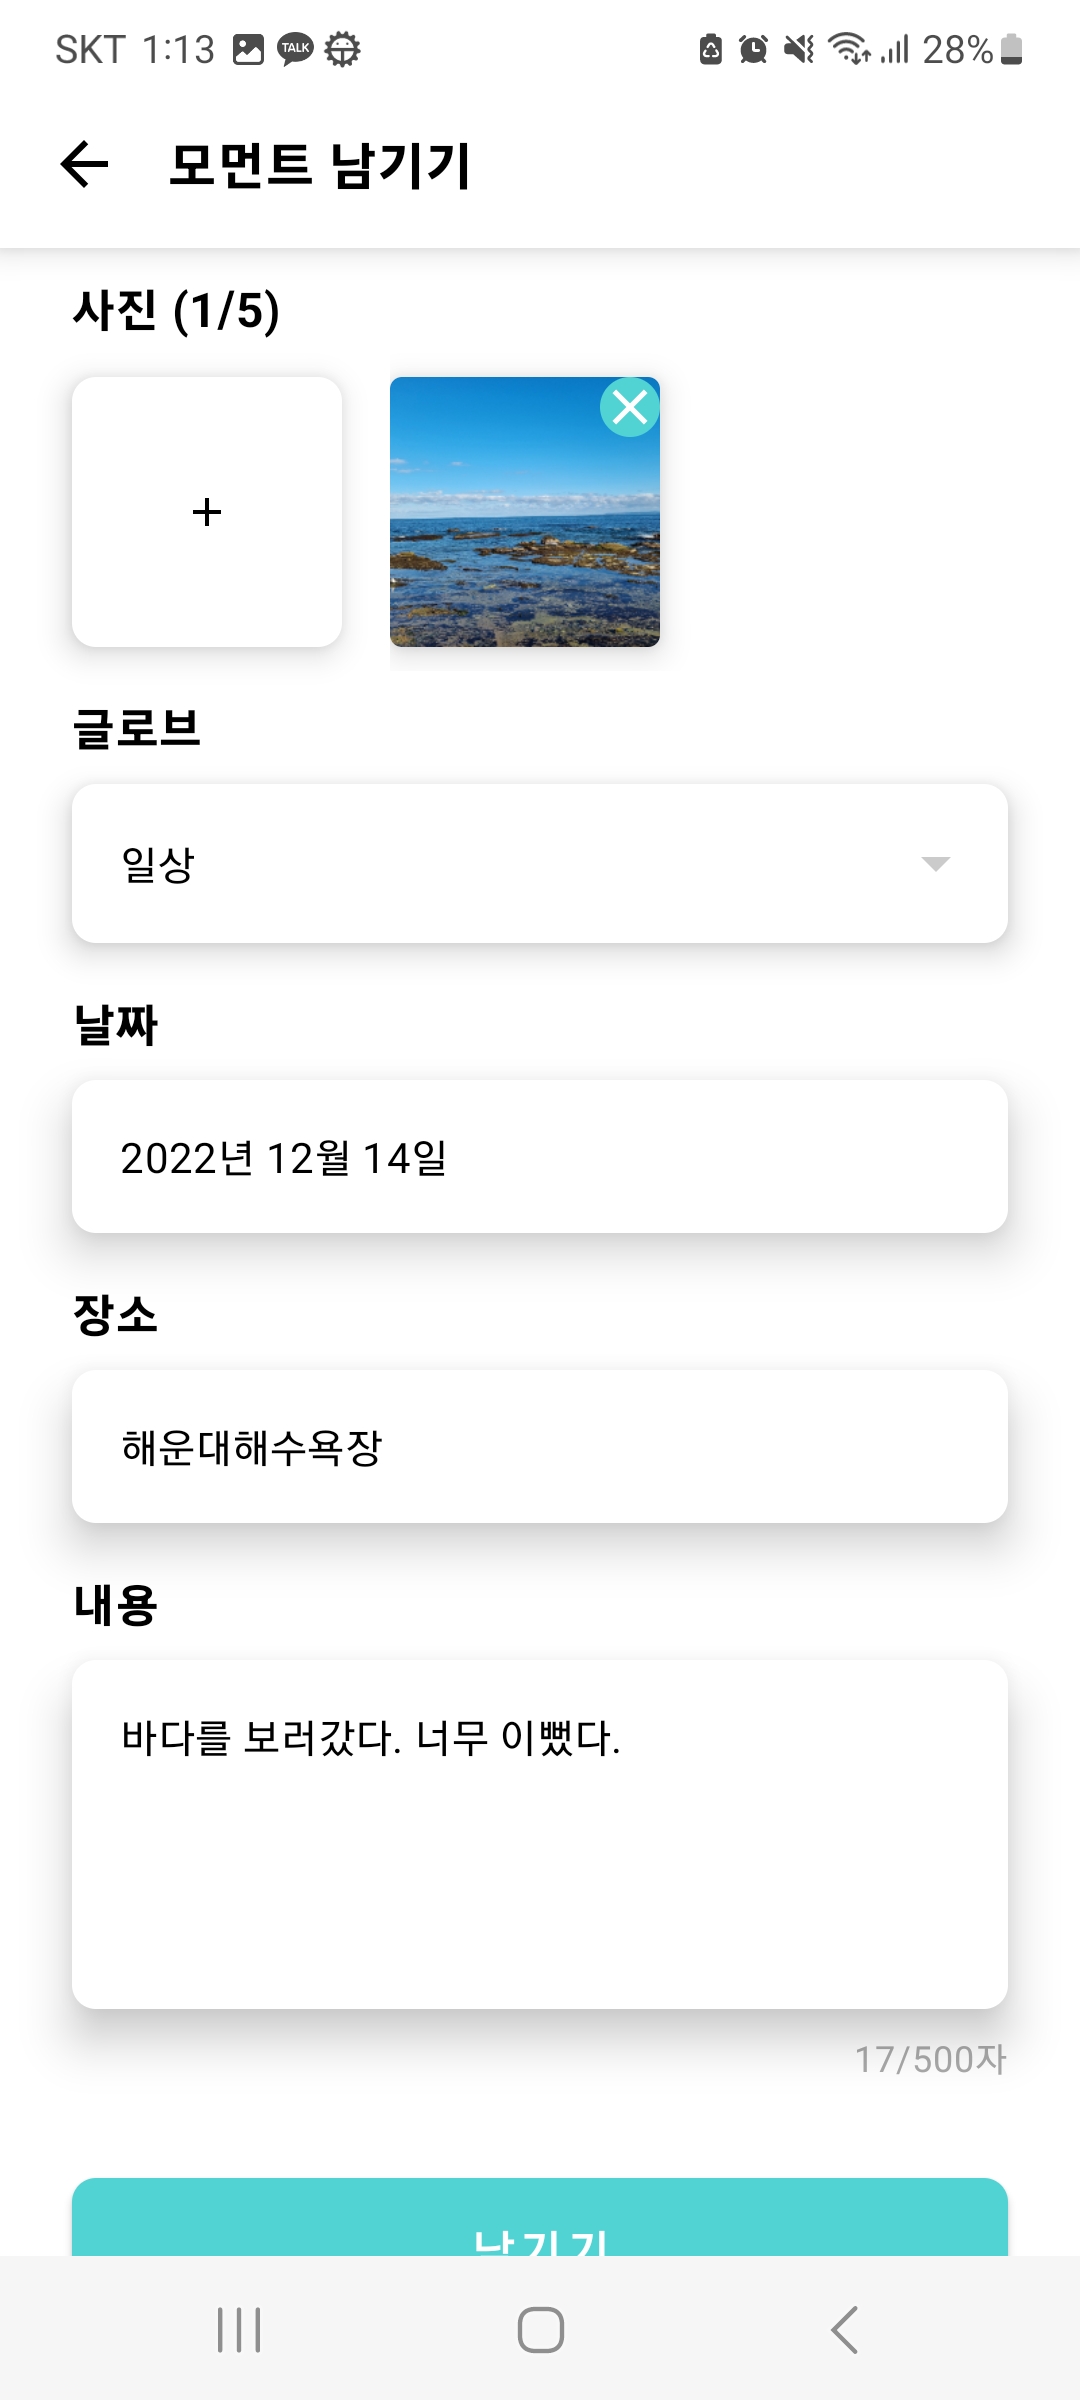 SKT 1:13 TALK 28%
모먼트 남기기
사진 (1/5)
+
글로브
일상
날짜
2022년 12월 14일
장소
해운대해수욕장
내용
바다를 보러갔다. 너무 이뻤다.
17/500자
남기기